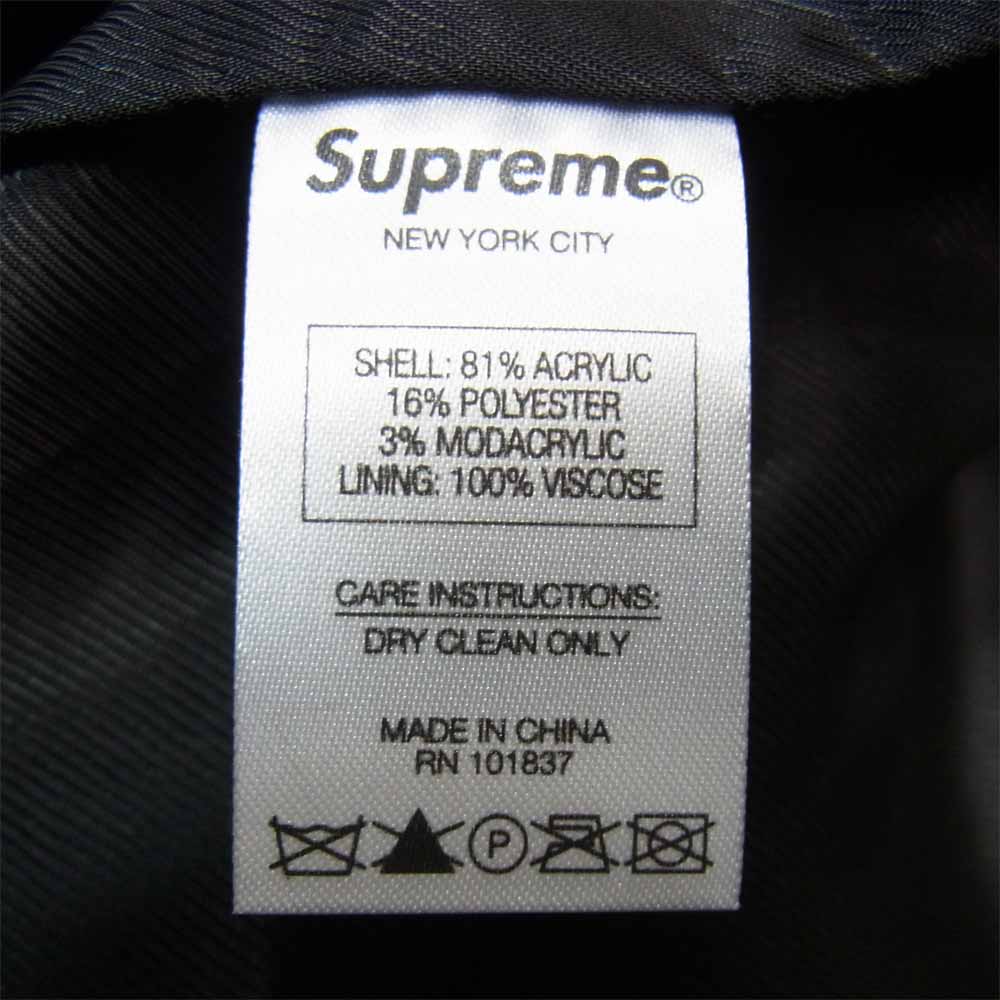 Supreme®
NEW YORK CITY
SHELL: 81% ACRYLIC
16% POLYESTER
3% MODACRYLIC
LINING: 100% VISCOSE
CARE INSTRUCTIONS:
DRY CLEAN ONLY
MADE IN CHINA
RN 101837
P